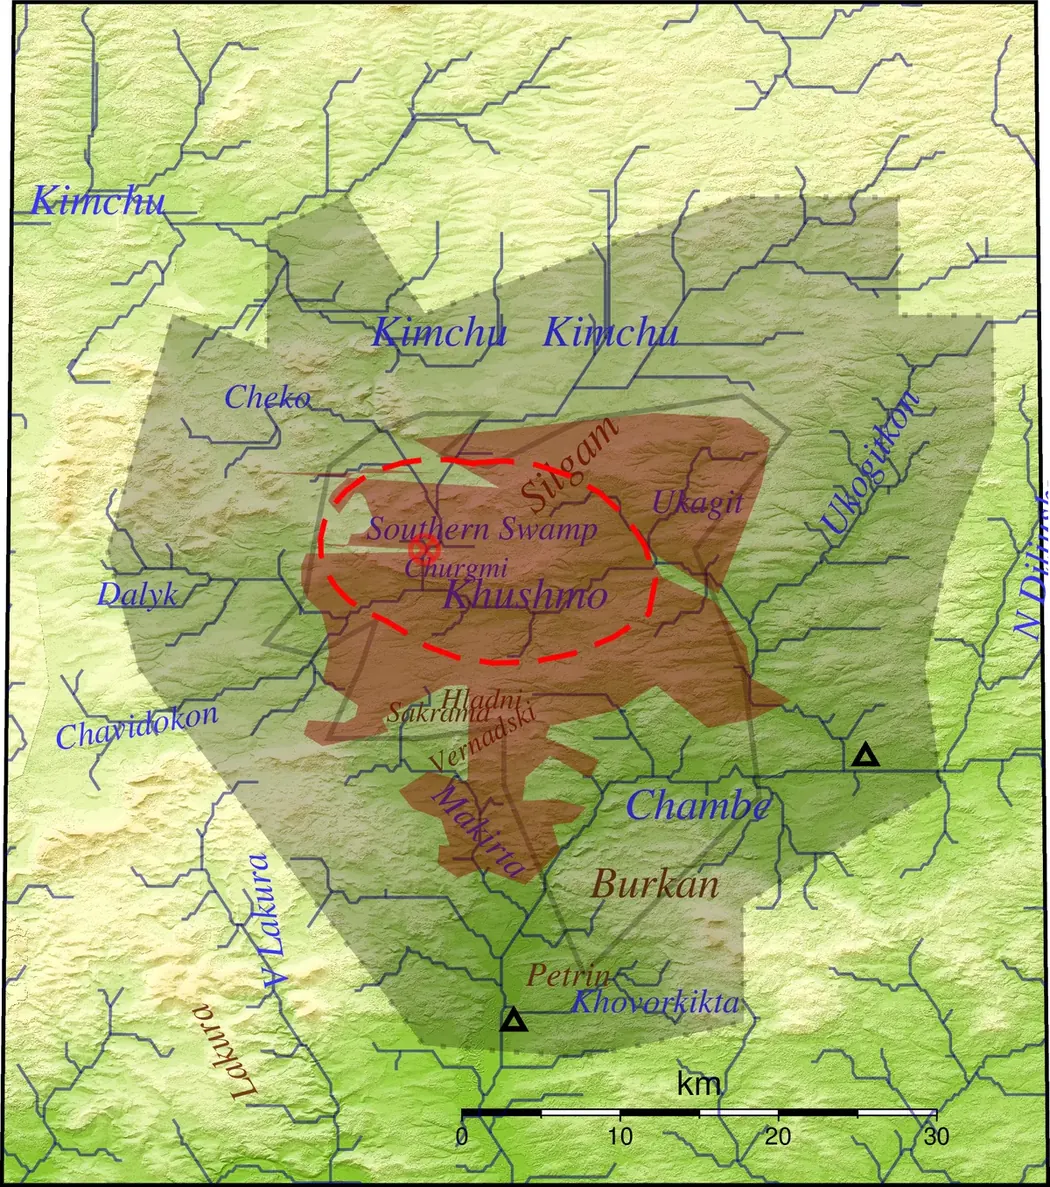 Kimchu
Kimchu
Kimchu
Cheko
Silgam
Ukogitkon
Ukagit
Southern Swamp
Churgmi
Khushmo
Dalyk
Hladni
Sakrama
Vernadski
Chavidokon
Makirta
Chambe
Burkan
V Lakura
Petrin
Khovorkikta
Lakura
km
0 10 20 30